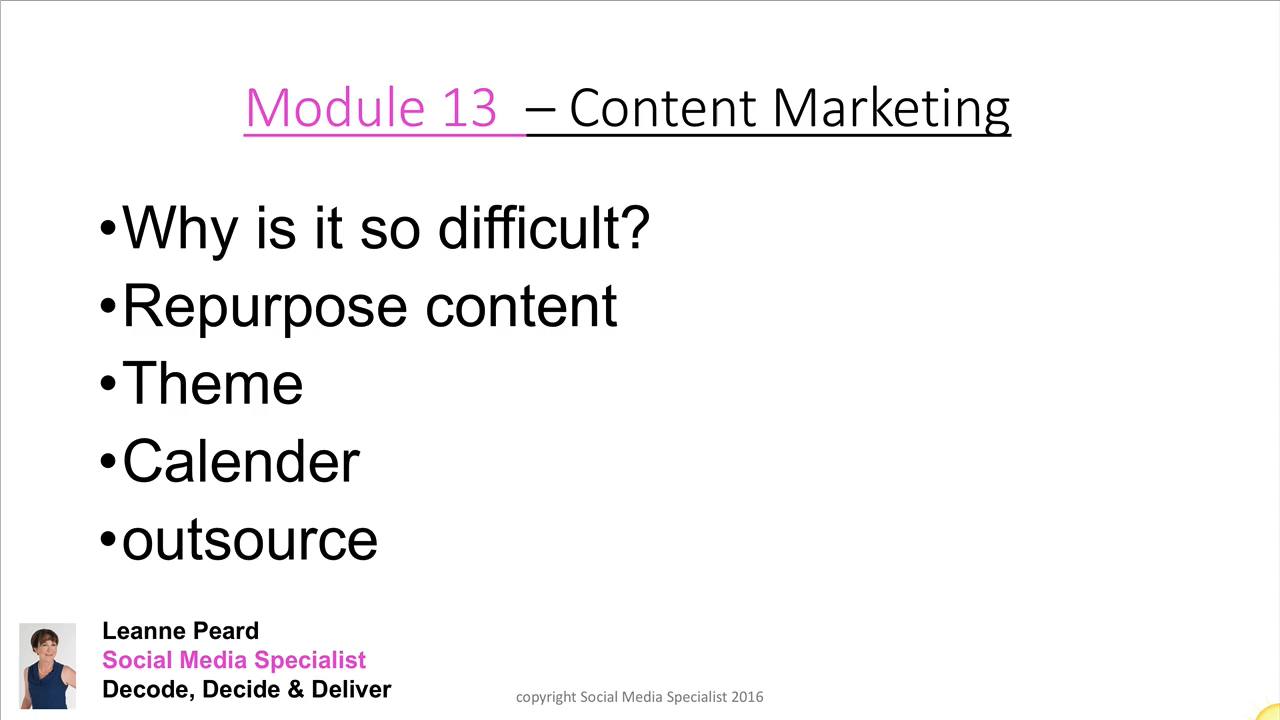 Module 13 – Content Marketing
•Why is it so difficult?
•Repurpose content
•Theme
•Calender
•outsource
Leanne Peard
Social Media Specialist
Decode, Decide & Deliver
copyright Social Media Specialist 2016